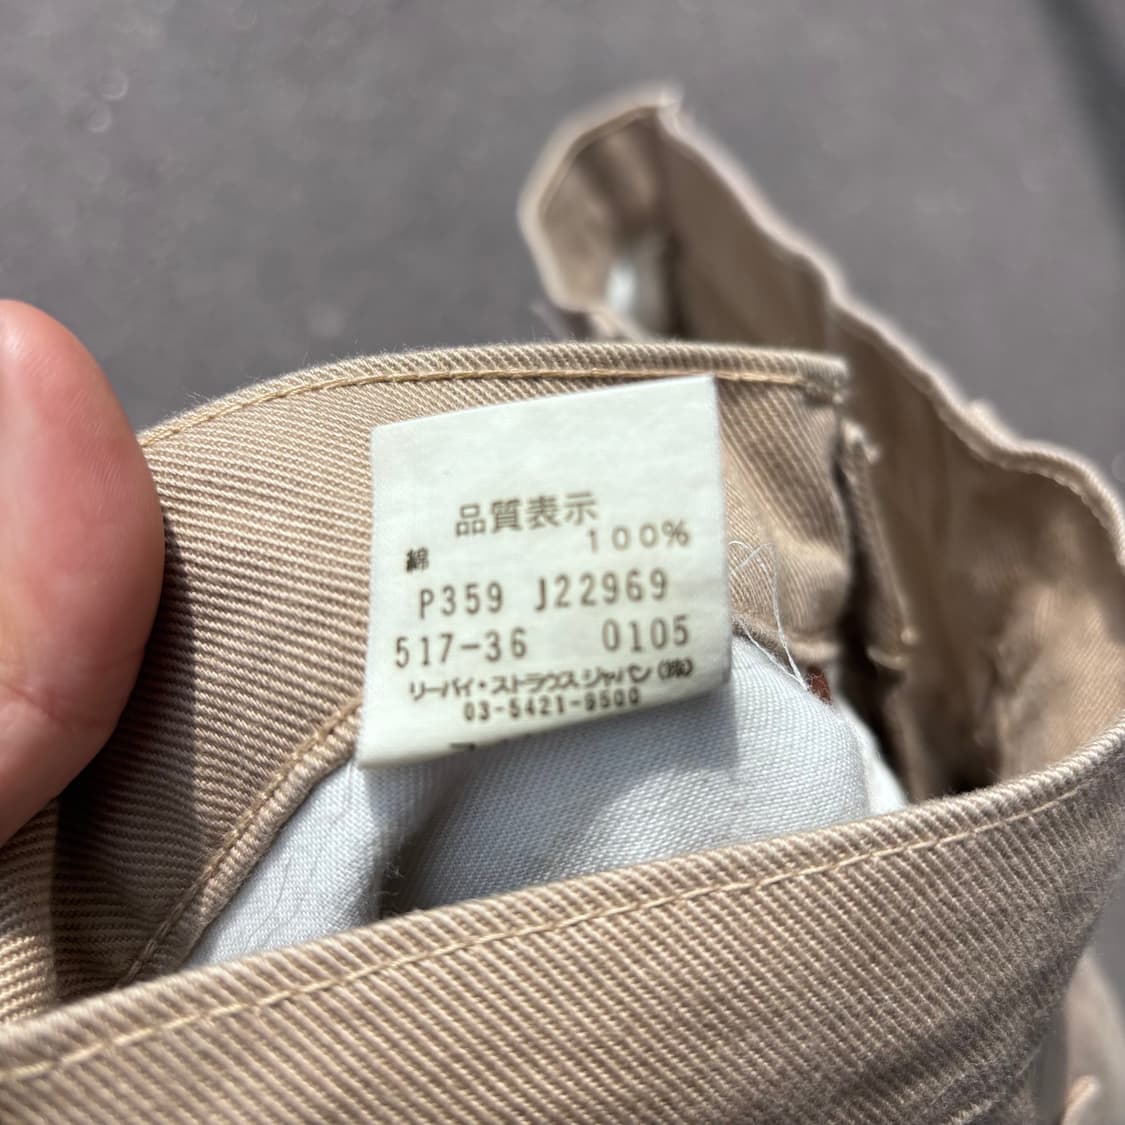 品質表示
綿 100%
P359 J22969
517-36 0105
リーバイ・ストラウス ジャパン(株)
03-5421-9500